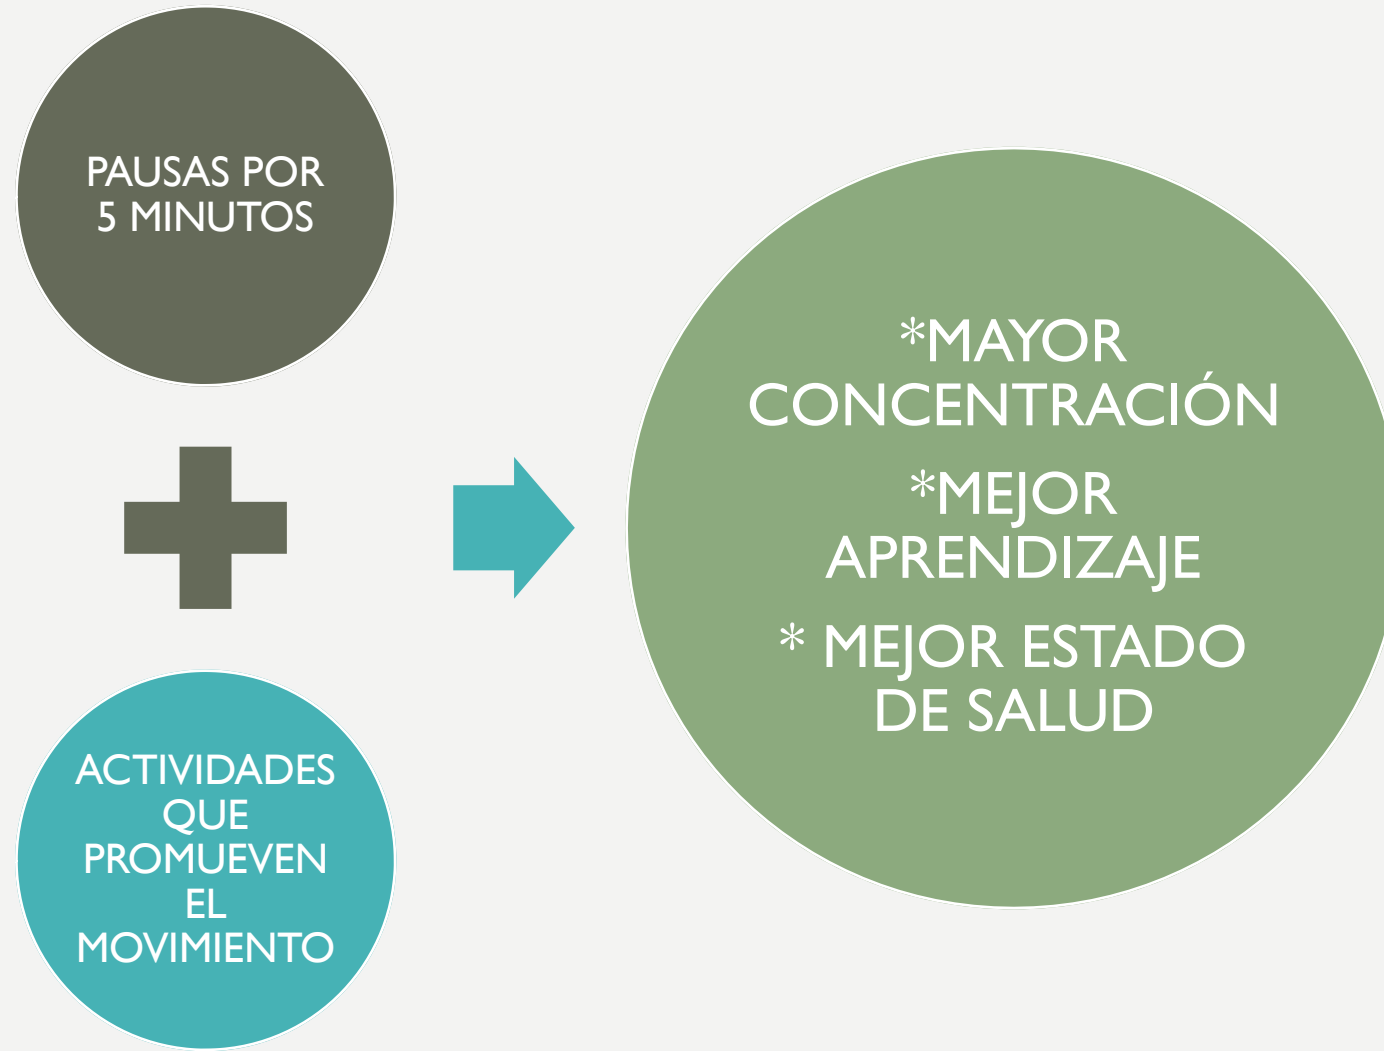 PAUSAS POR
5 MINUTOS
ACTIVIDADES
QUE
PROMUEVEN
EL
MOVIMIENTO
*MAYOR
CONCENTRACIÓN
*MEJOR
APRENDIZAJE
* MEJOR ESTADO
DE SALUD